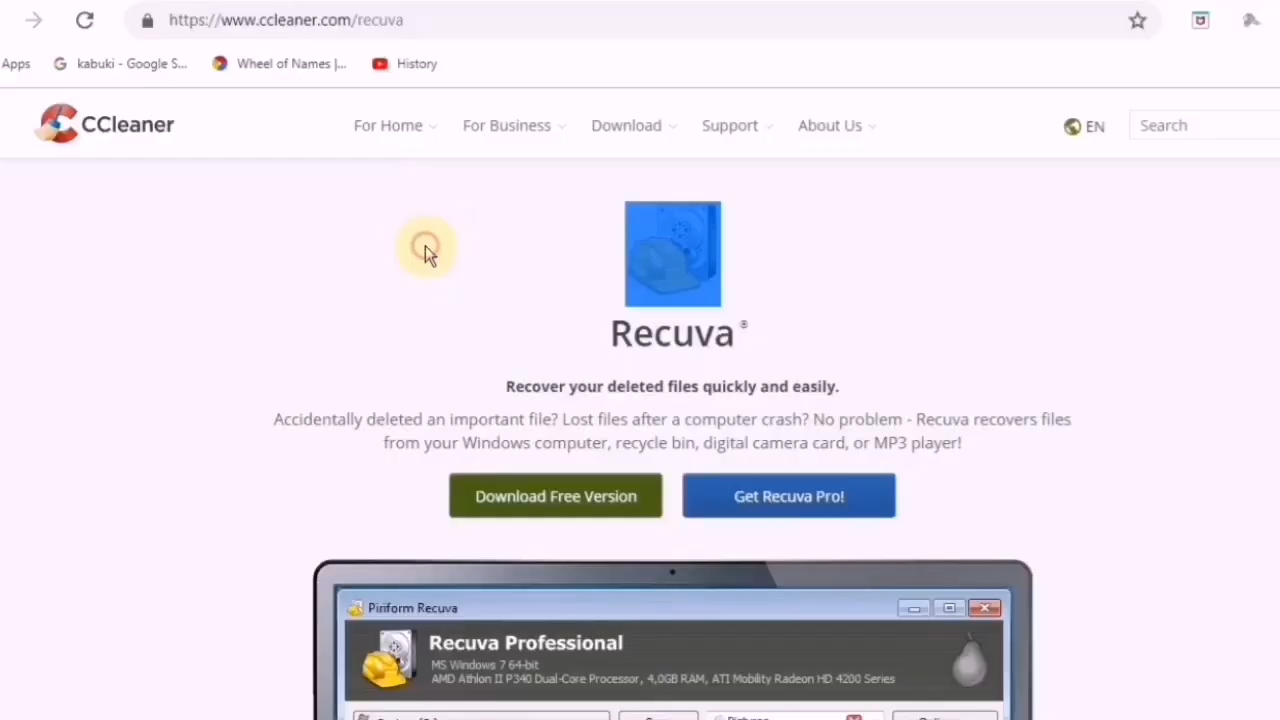 https://www.ccleaner.com/recuva
Apps kabuki - Google S... Wheel of Names |... History
CCleaner For Home For Business Download Support About Us EN Search
Recuva®
Recover your deleted files quickly and easily.
Accidentally deleted an important file? Lost files after a computer crash? No problem - Recuva recovers files
from your Windows computer, recycle bin, digital camera card, or MP3 player!
Download Free Version Get Recuva Pro!
Piriform Recuva
Recuva Professional
MS Windows 7 64-bit
AMD Athlon II P340 Dual-Core Processor, 4,0GB RAM, ATI Mobility Radeon HD 4200 Series